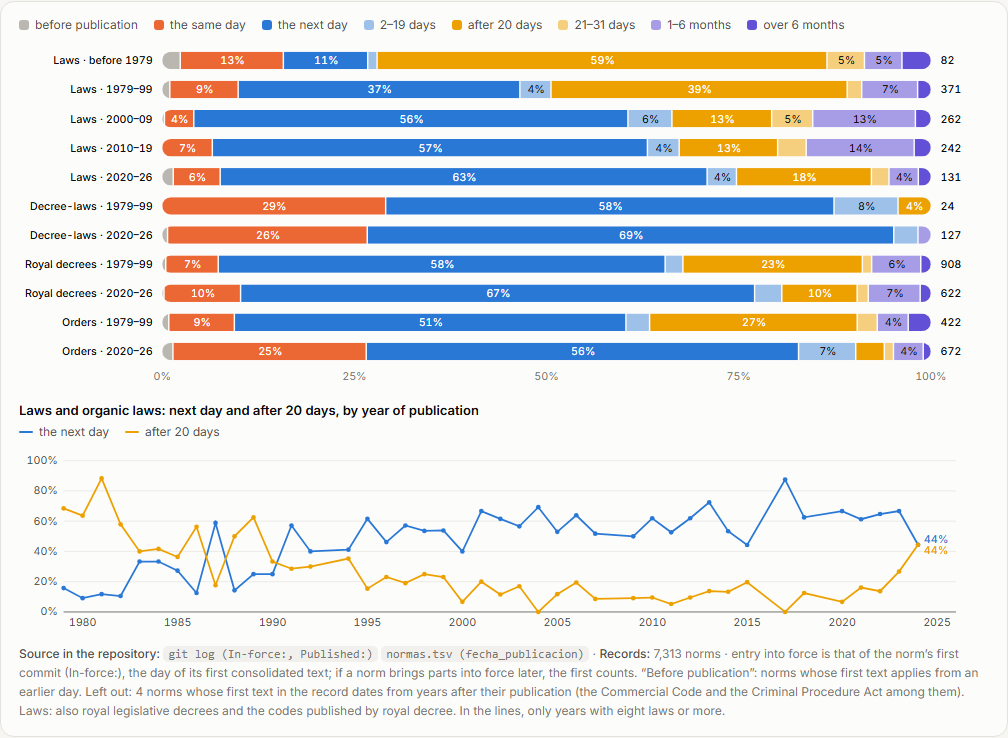 before publication the same day the next day 2–19 days after 20 days 21–31 days 1–6 months over 6 months
Laws · before 1979 13% 11% 59% 5% 5% 82
Laws · 1979–99 9% 37% 4% 39% 7% 371
Laws · 2000–09 4% 56% 6% 13% 5% 13% 262
Laws · 2010–19 7% 57% 4% 13% 14% 242
Laws · 2020–26 6% 63% 4% 18% 4% 131
Decree-laws · 1979–99 29% 58% 8% 4% 24
Decree-laws · 2020–26 26% 69% 127
Royal decrees · 1979–99 7% 58% 23% 6% 908
Royal decrees · 2020–26 10% 67% 10% 7% 622
Orders · 1979–99 9% 51% 27% 4% 422
Orders · 2020–26 25% 56% 7% 4% 672
0% 25% 50% 75% 100%
Laws and organic laws: next day and after 20 days, by year of publication
the next day after 20 days
100%
80%
60%
40%
20%
0%
44%
44%
1980 1985 1990 1995 2000 2005 2010 2015 2020 2025
Source in the repository: git log (In-force:, Published:) normas.tsv (fecha_publicacion) · Records: 7,313 norms · entry into force is that of the norm's first
commit (In-force:), the day of its first consolidated text; if a norm brings parts into force later, the first counts. “Before publication”: norms whose first text applies from an
earlier day. Left out: 4 norms whose first text in the record dates from years after their publication (the Commercial Code and the Criminal Procedure Act among them).
Laws: also royal legislative decrees and the codes published by royal decree. In the lines, only years with eight laws or more.